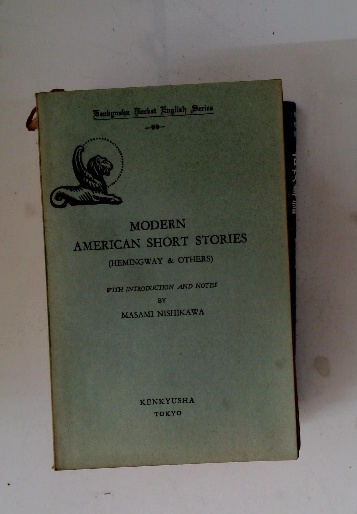 Kenkyusha Pocket English Series
MODERN
AMERICAN SHORT STORIES
(HEMINGWAY & OTHERS)
WITH INTRODUCTION AND NOTES
BY
MASAMI NISHIKAWA
KENKYUSHA
TOKYO